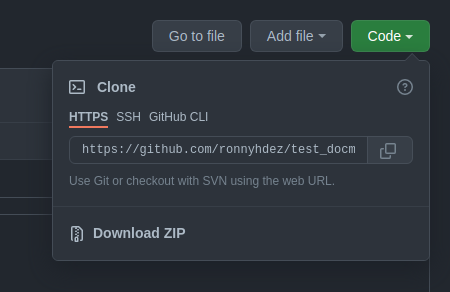 Go to file Add file Code
Clone
HTTPS SSH GitHub CLI
https://github.com/ronnyhdez/test_docm
Use Git or checkout with SVN using the web URL.
Download ZIP